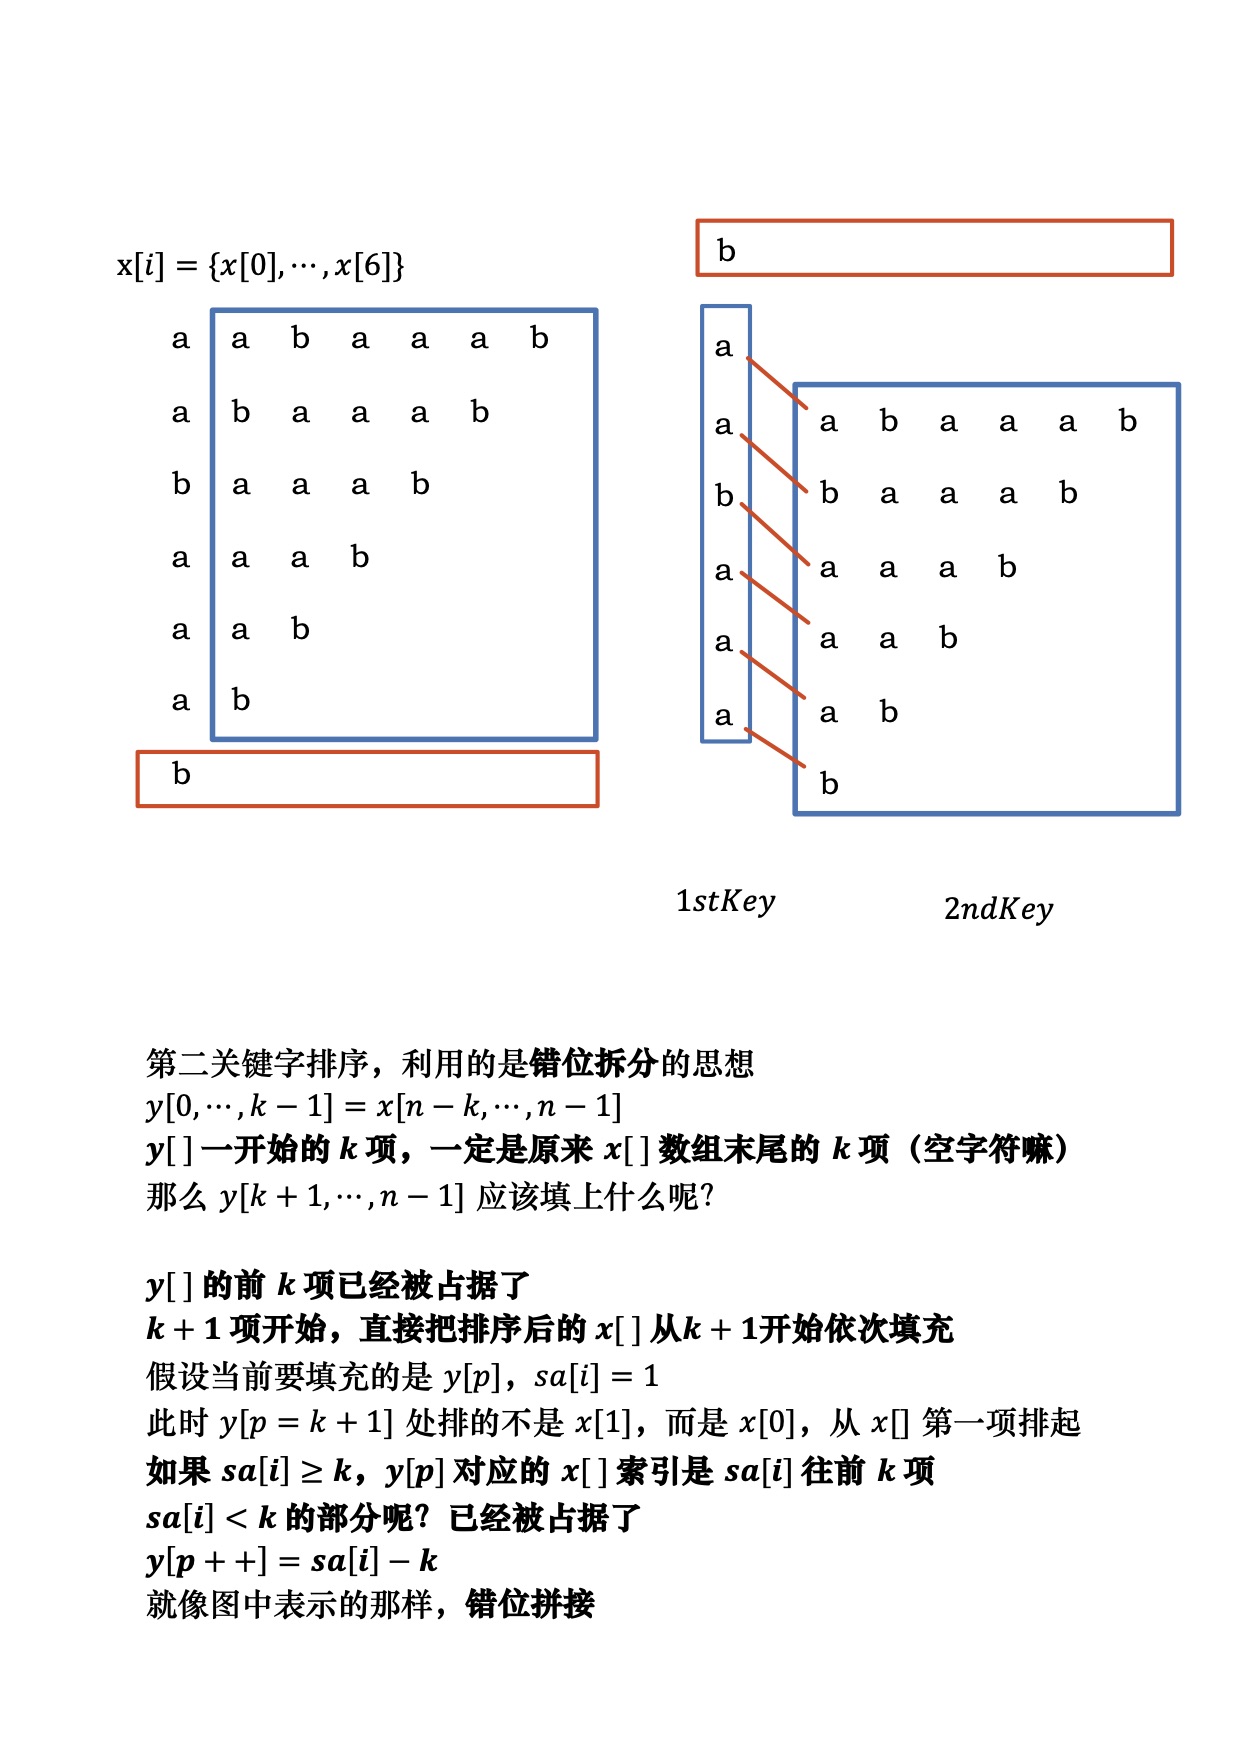 x[i] = {x[0], ⋯ , x[6]}
a a b a a a b
a b a a a b
b a a a b
a a a b
a a b
a b
b
b
a
a a b a a a b
a b a a a b
b a a a b
a a a b
a a b
b
1stKey 2ndKey
第二关键字排序，利用的是错位拆分的思想
y[0, ⋯ , k − 1] = x[n − k, ⋯ , n − 1]
y[ ] 一开始的 k 项，一定是原来 x[ ] 数组末尾的 k 项（空字符嘛）
那么 y[k + 1, ⋯ , n − 1] 应该填上什么呢？
y[ ] 的前 k 项已经被占据了
k + 1 项开始，直接把排序后的 x[ ] 从k + 1开始依次填充
假设当前要填充的是 y[p]，sa[i] = 1
此时 y[p = k + 1] 处排的不是 x[1]，而是 x[0]，从 x[] 第一项排起
如果 sa[i] ≥ k，y[p] 对应的 x[ ] 索引是 sa[i] 往前 k 项
sa[i] < k 的部分呢？已经被占据了
y[p + +] = sa[i] − k
就像图中表示的那样，错位拼接